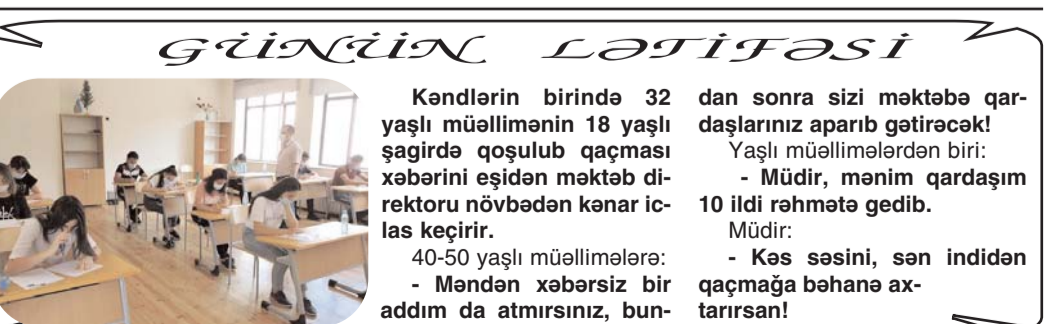 GÜNÜN LƏTİFƏSİ
Kəndlərin birində 32
yaşlı müəllimənin 18 yaşlı
şagirdə qoşulub qaçması
xəbərini eşidən məktəb di-
rektoru növbədən kənar ic-
las keçirir.
40-50 yaşlı müəllimələrə:
- Məndən xəbərsiz bir
addım da atmırsınız, bun-
dan sonra sizi məktəbə qar-
daşlarınız aparıb gətirəcək!
Yaşlı müəllimələrdən biri:
- Müdir, mənim qardaşım
10 ildi rəhmətə gedib.
Müdir:
- Kəs səsini, sən indidən
qaçmağa bəhanə ax-
tarırsan!